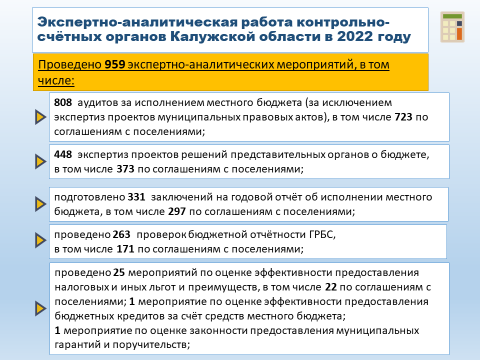 Экспертно-аналитическая работа контрольно-
счётных органов Калужской области в 2022 году
Проведено 959 экспертно-аналитических мероприятий, в том
числе:
808 аудитов за исполнением местного бюджета (за исключением
экспертиз проектов муниципальных правовых актов), в том числе 723 по
соглашениям с поселениями;
448 экспертиз проектов решений представительных органов о бюджете,
в том числе 373 по соглашениям с поселениями;
подготовлено 331 заключений на годовой отчёт об исполнении местного
бюджета, в том числе 297 по соглашениям с поселениями;
проведено 263 проверок бюджетной отчётности ГРБС,
в том числе 171 по соглашениям с поселениями;
проведено 25 мероприятий по оценке эффективности предоставления
налоговых и иных льгот и преимуществ, в том числе 22 по соглашениям с
поселениями; 1 мероприятие по оценке эффективности предоставления
бюджетных кредитов за счёт средств местного бюджета;
1 мероприятие по оценке законности предоставления муниципальных
гарантий и поручительств;